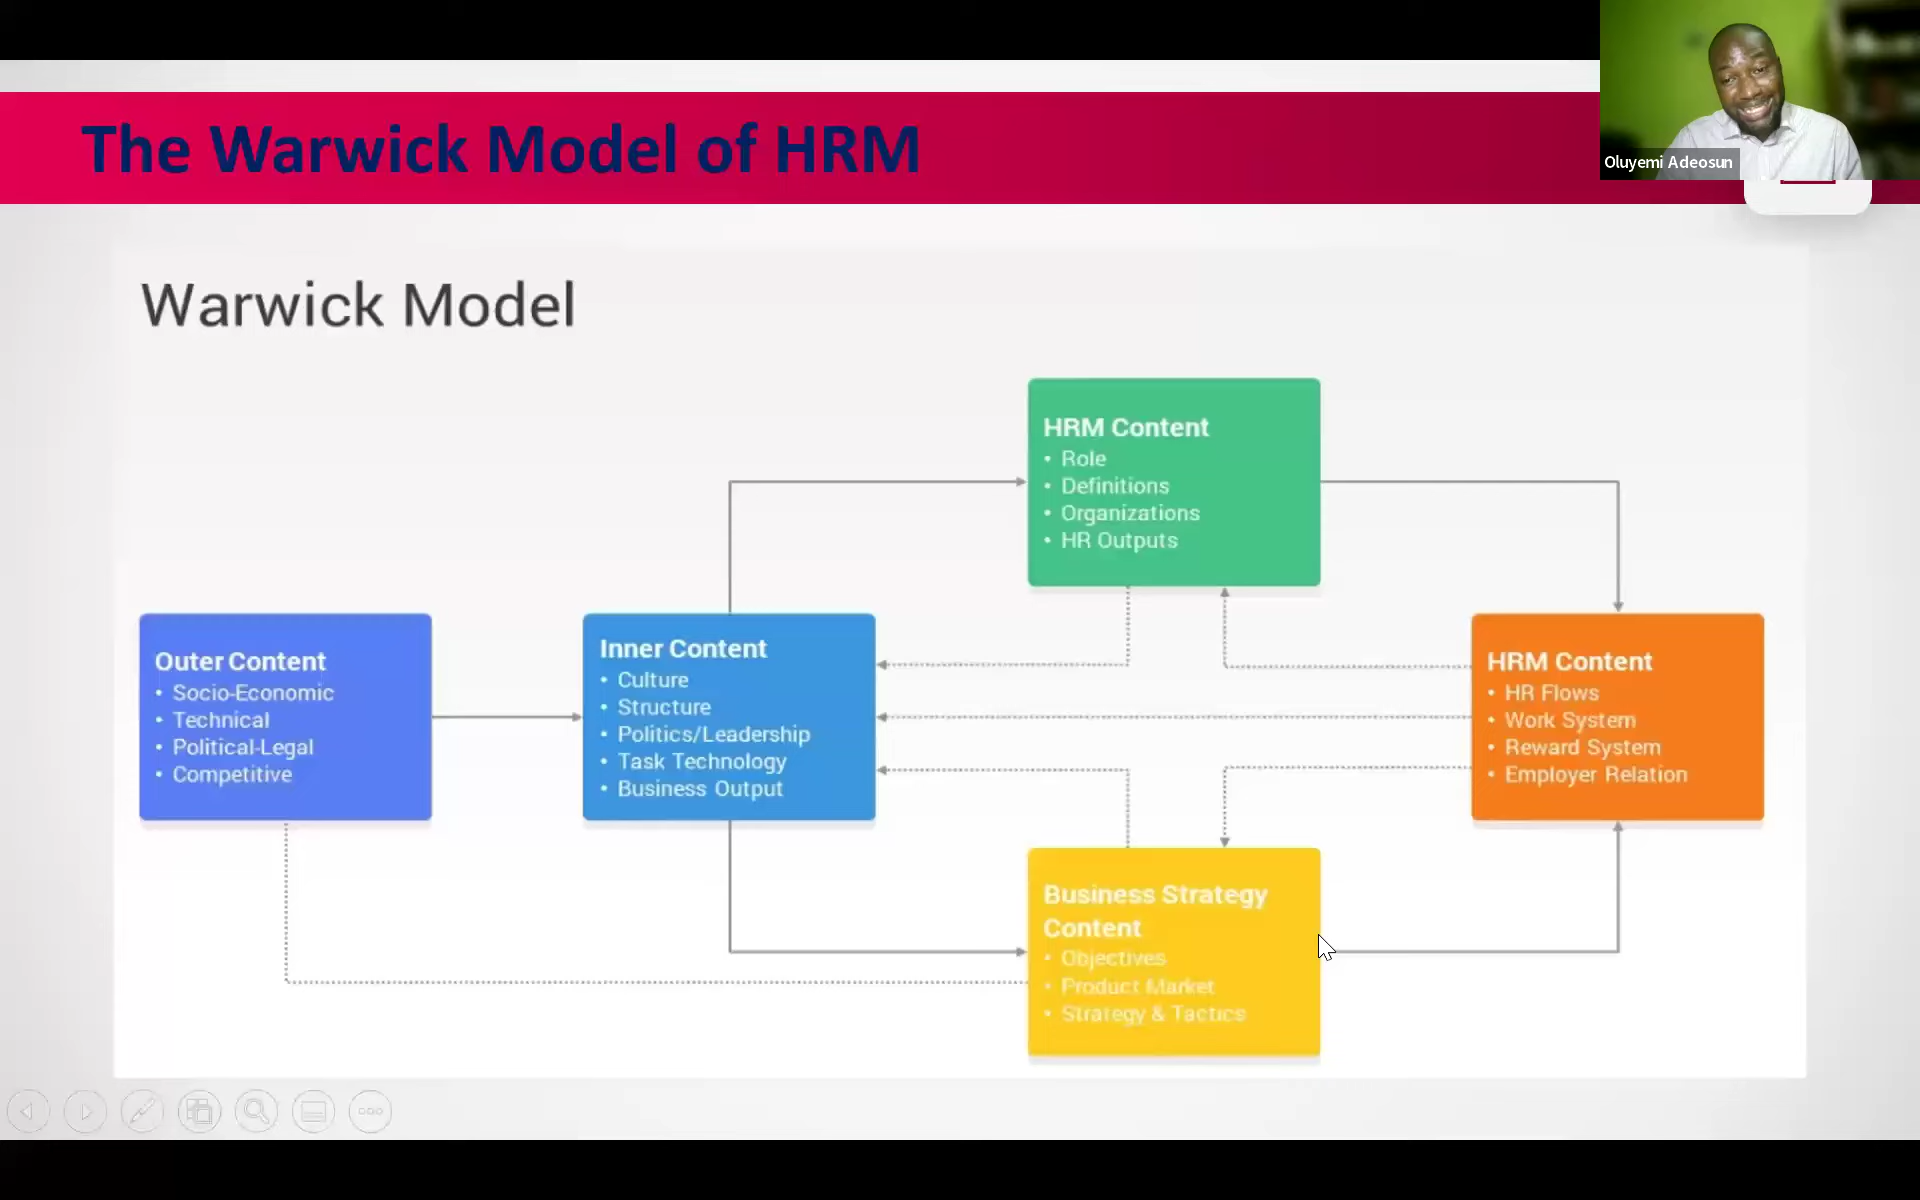 The Warwick Model of HRM
Oluyemi Adeosun
Warwick Model
HRM Content
• Role
• Definitions
• Organizations
• HR Outputs
Outer Content
• Socio-Economic
• Technical
• Political-Legal
• Competitive
Inner Content
• Culture
• Structure
• Politics/Leadership
• Task Technology
• Business Output
HRM Content
• HR Flows
• Work System
• Reward System
• Employer Relation
Business Strategy
Content
• Objectives
• Product Market
• Strategy & Tactics